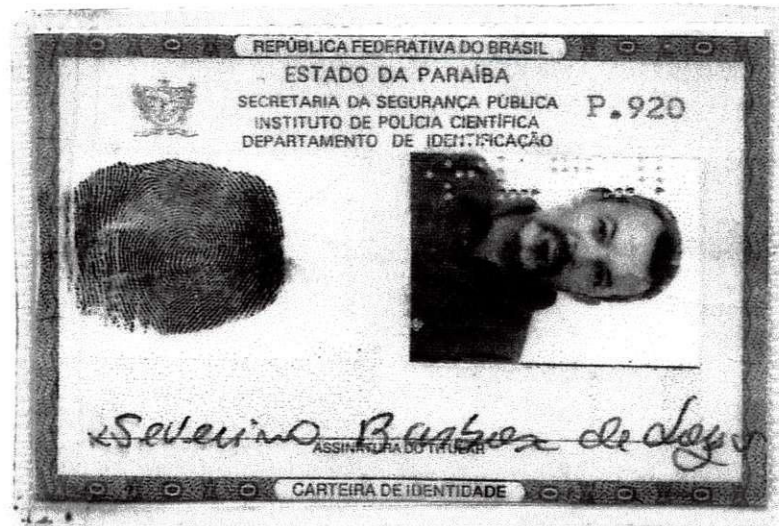 REPÚBLICA FEDERATIVA DO BRASIL
ESTADO DA PARAÍBA
SECRETARIA DA SEGURANÇA PÚBLICA
P.920
INSTITUTO DE POLÍCIA CIENTÍFICA
DEPARTAMENTO DE IDENTIFICAÇÃO
Severino Barbosa de
ASSINATURA DO TITULAR
CARTEIRA DE IDENTIDADE